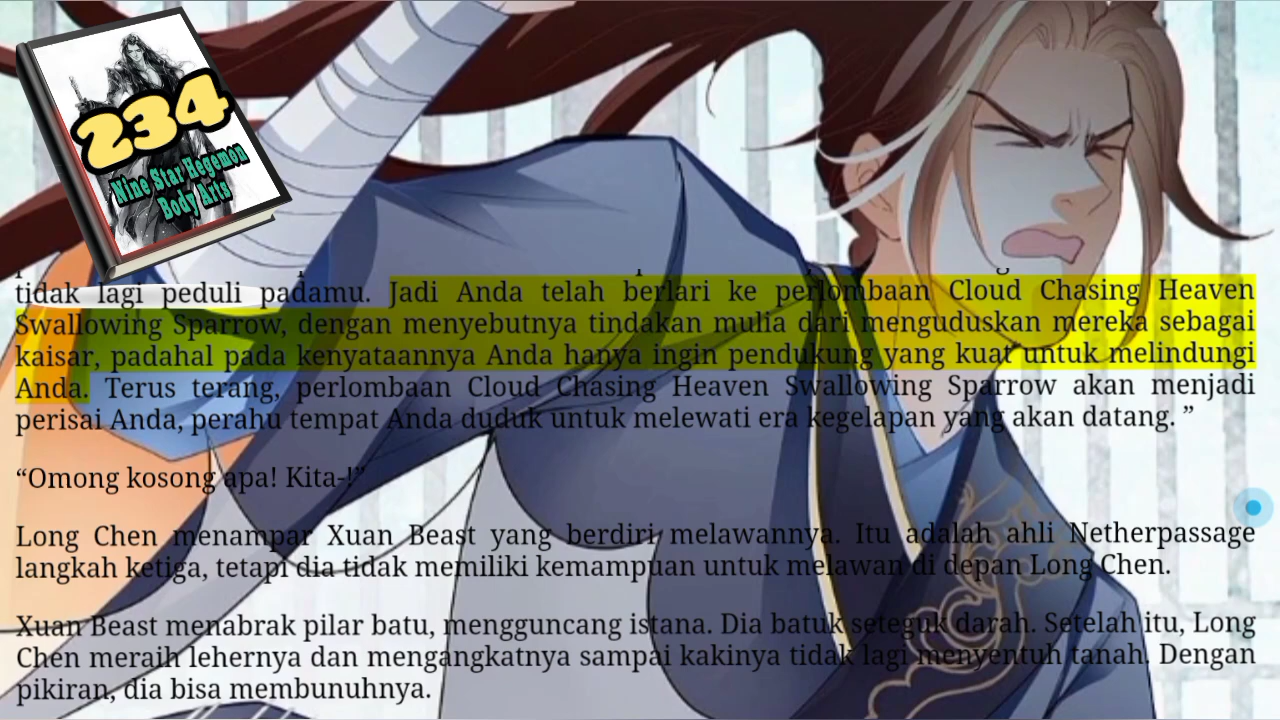 234
Nine Star Hegemon
Body Arts
tidak lagi peduli padamu. Jadi Anda telah berlari ke perlombaan Cloud Chasing Heaven
Swallowing Sparrow, dengan menyebutnya tindakan mulia dari menguduskan mereka sebagai
kaisar, padahal pada kenyataannya Anda hanya ingin pendukung yang kuat untuk melindungi
Anda. Terus terang, perlombaan Cloud Chasing Heaven Swallowing Sparrow akan menjadi
perisai Anda, perahu tempat Anda duduk untuk melewati era kegelapan yang akan datang. ”
“Omong kosong apa! Kita-!”
Long Chen menampar Xuan Beast yang berdiri melawannya. Itu adalah ahli Netherpassage
langkah ketiga, tetapi dia tidak memiliki kemampuan untuk melawan di depan Long Chen.
Xuan Beast menabrak pilar batu, mengguncang istana. Dia batuk seteguk darah. Setelah itu, Long
Chen meraih lehernya dan mengangkatnya sampai kakinya tidak lagi menyentuh tanah. Dengan
pikiran, dia bisa membunuhnya.